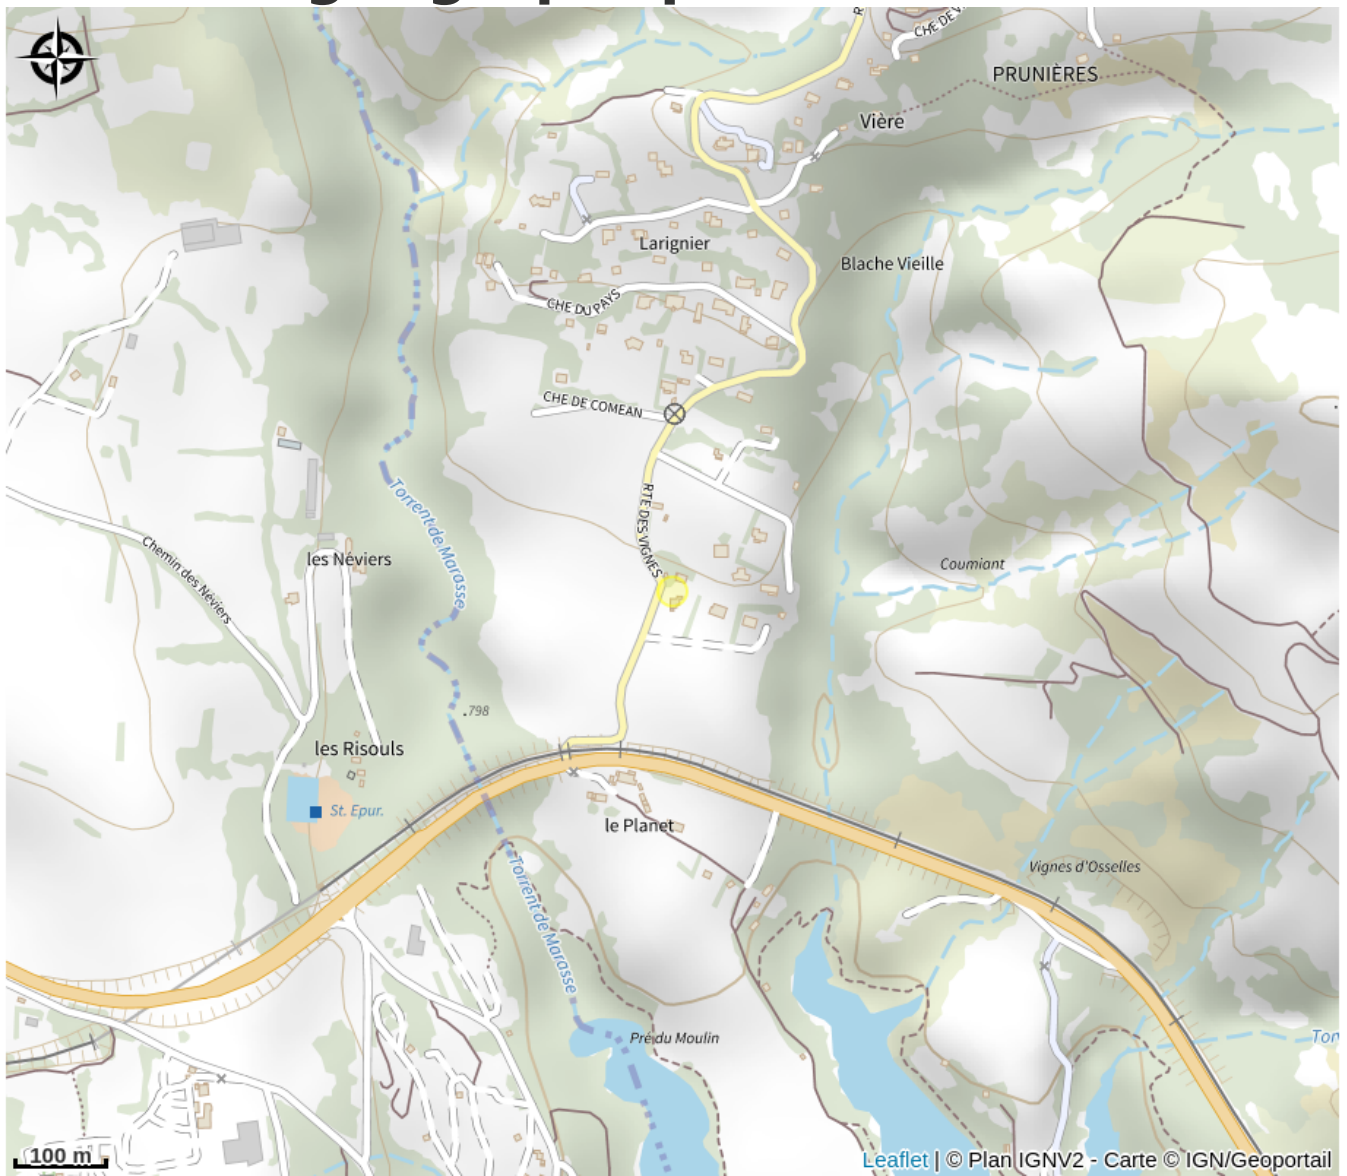 CHE DE V
PRUNIÈRES
Vière
Larignier
Blache Vieille
CHE DU PAYS
CHE DE COMEAN
Torrent de Marasse
RTE DES VIGNES
Chemin des Néviers
les Néviers
Coumiant
798
les Risouls
St. Epur.
le Planet
Vignes d'Osselles
Torrent de Marasse
Pré du Moulin
Tor
100 m
Leaflet | © Plan IGNV2 - Carte © IGN/Geoportail